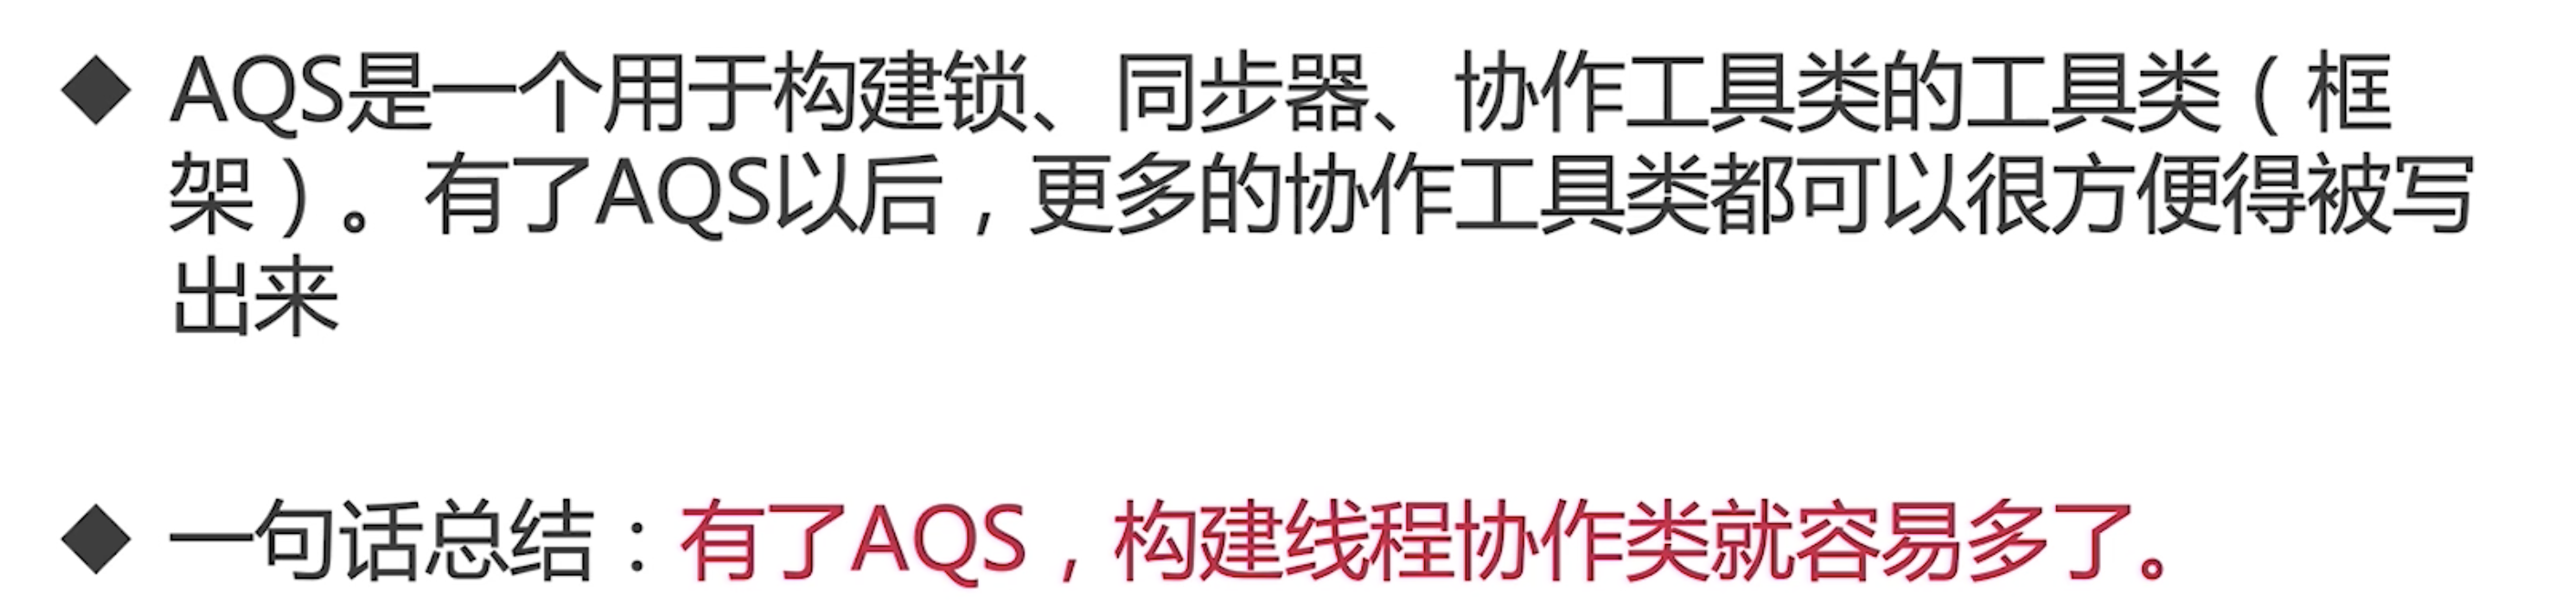 ◆ AQS是一个用于构建锁、同步器、协作工具类的工具类（框
架）。有了AQS以后，更多的协作工具类都可以很方便得被写
出来
◆ 一句话总结：有了AQS，构建线程协作类就容易多了。